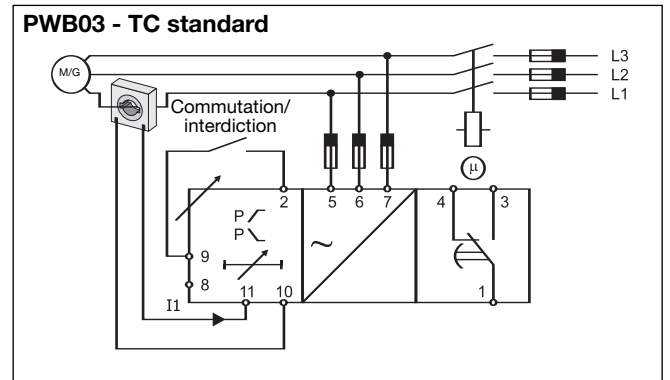 PWB03 - TC standard
L3
M/G
L2
L1
Commutation/
interdiction
µ
2
5
6
7
4
3
P
P
~
9
8
1
I1
11
10